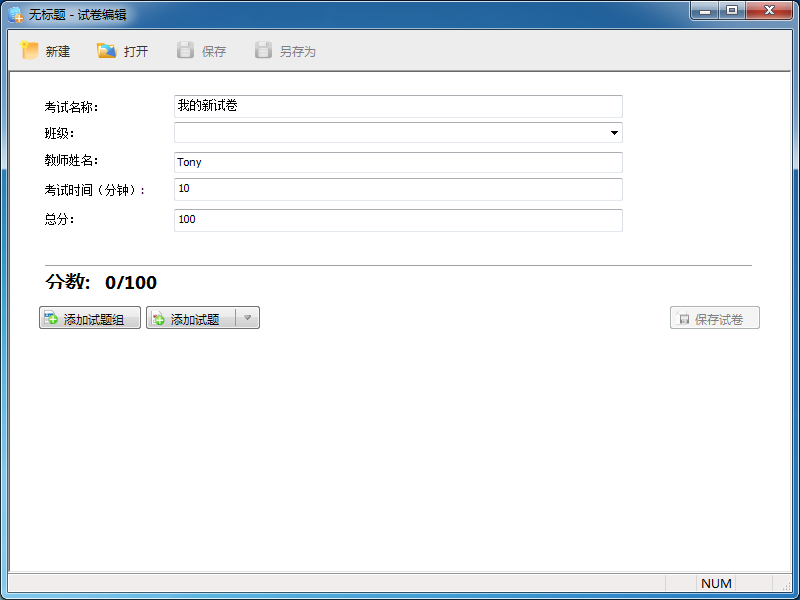 无标题 - 试卷编辑
新建 打开 保存 另存为
考试名称: 我的新试卷
班级:
教师姓名: Tony
考试时间（分钟）: 10
总分: 100
分数: 0/100
添加试题组 添加试题 保存试卷
NUM